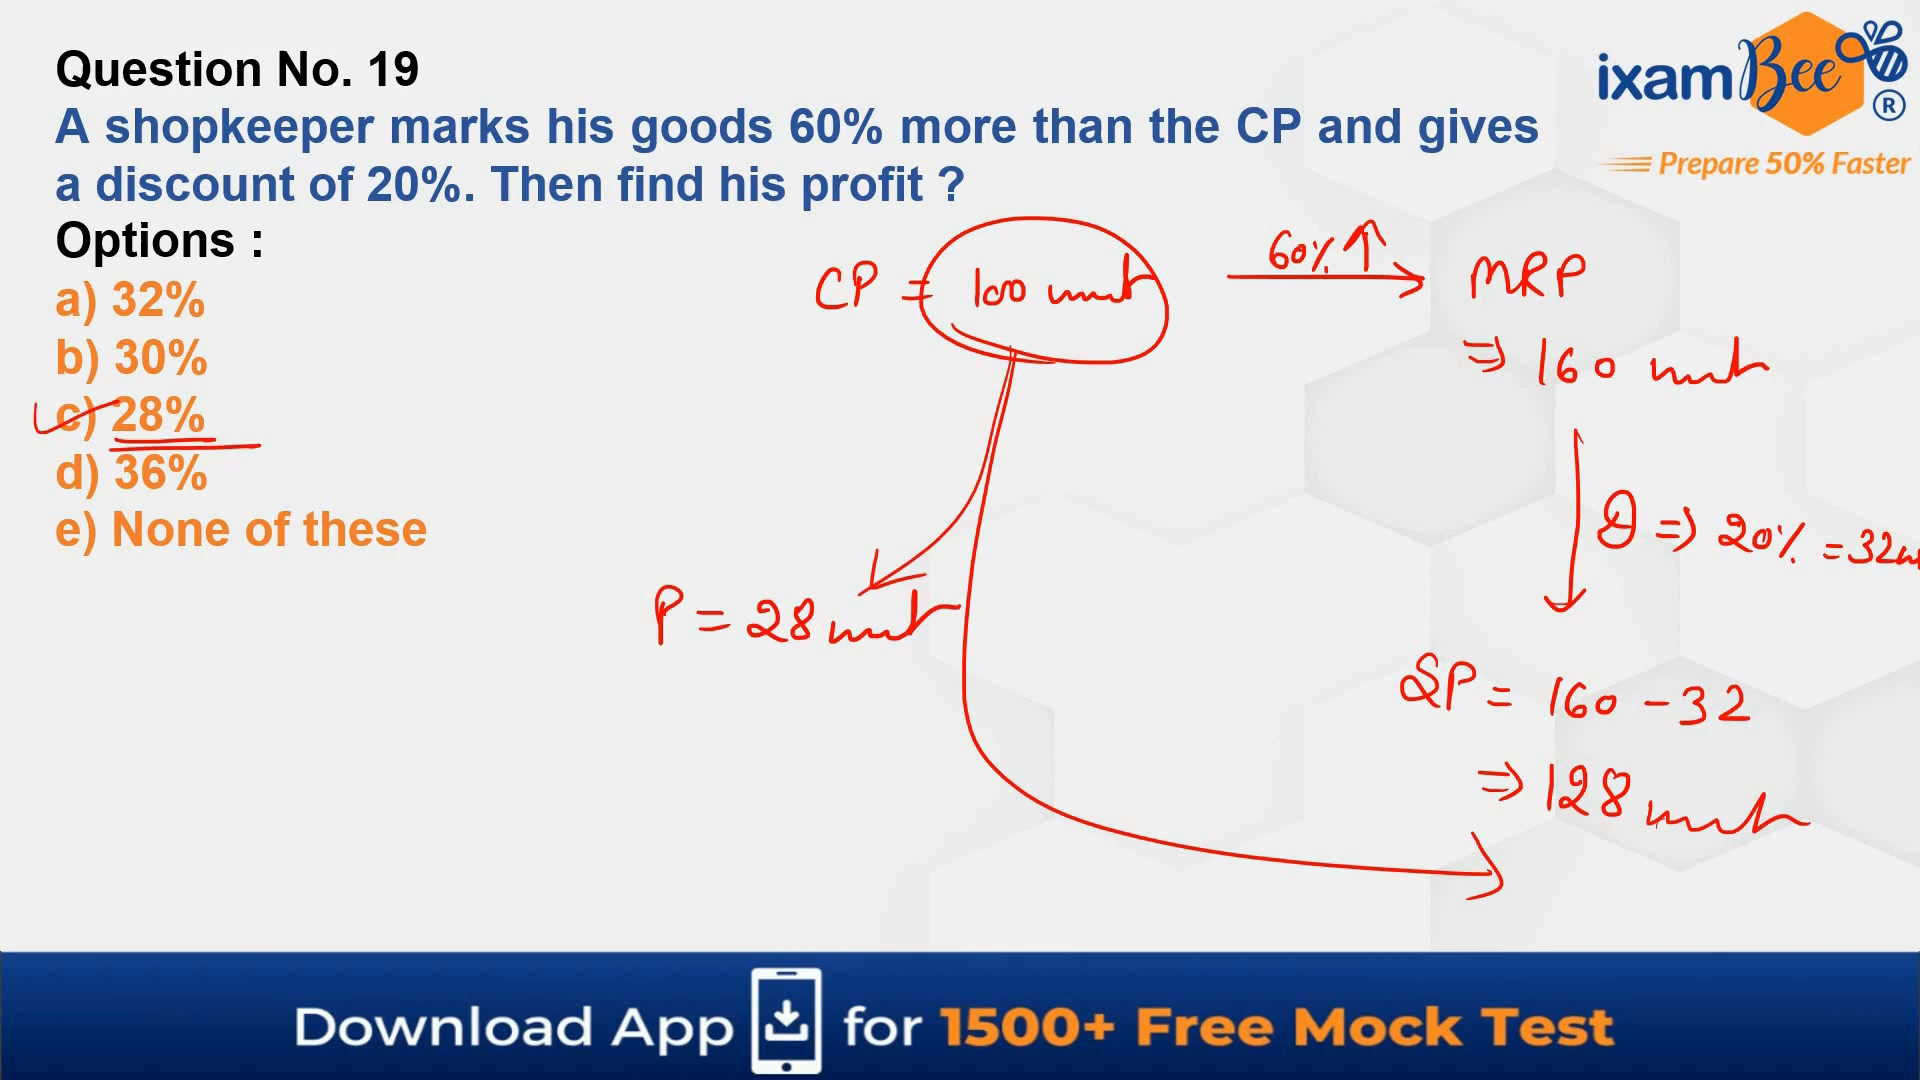 Question No. 19
A shopkeeper marks his goods 60% more than the CP and gives
a discount of 20%. Then find his profit ?
Options :
a) 32%
b) 30%
c) 28%
d) 36%
e) None of these
ixamBee ®
Prepare 50% Faster
CP = 100 unit
60% ↑
MRP
⇒ 160 unit
D ⇒ 20% = 32
P = 28 unit
SP = 160 - 32
⇒ 128 unit
Download App for 1500+ Free Mock Test